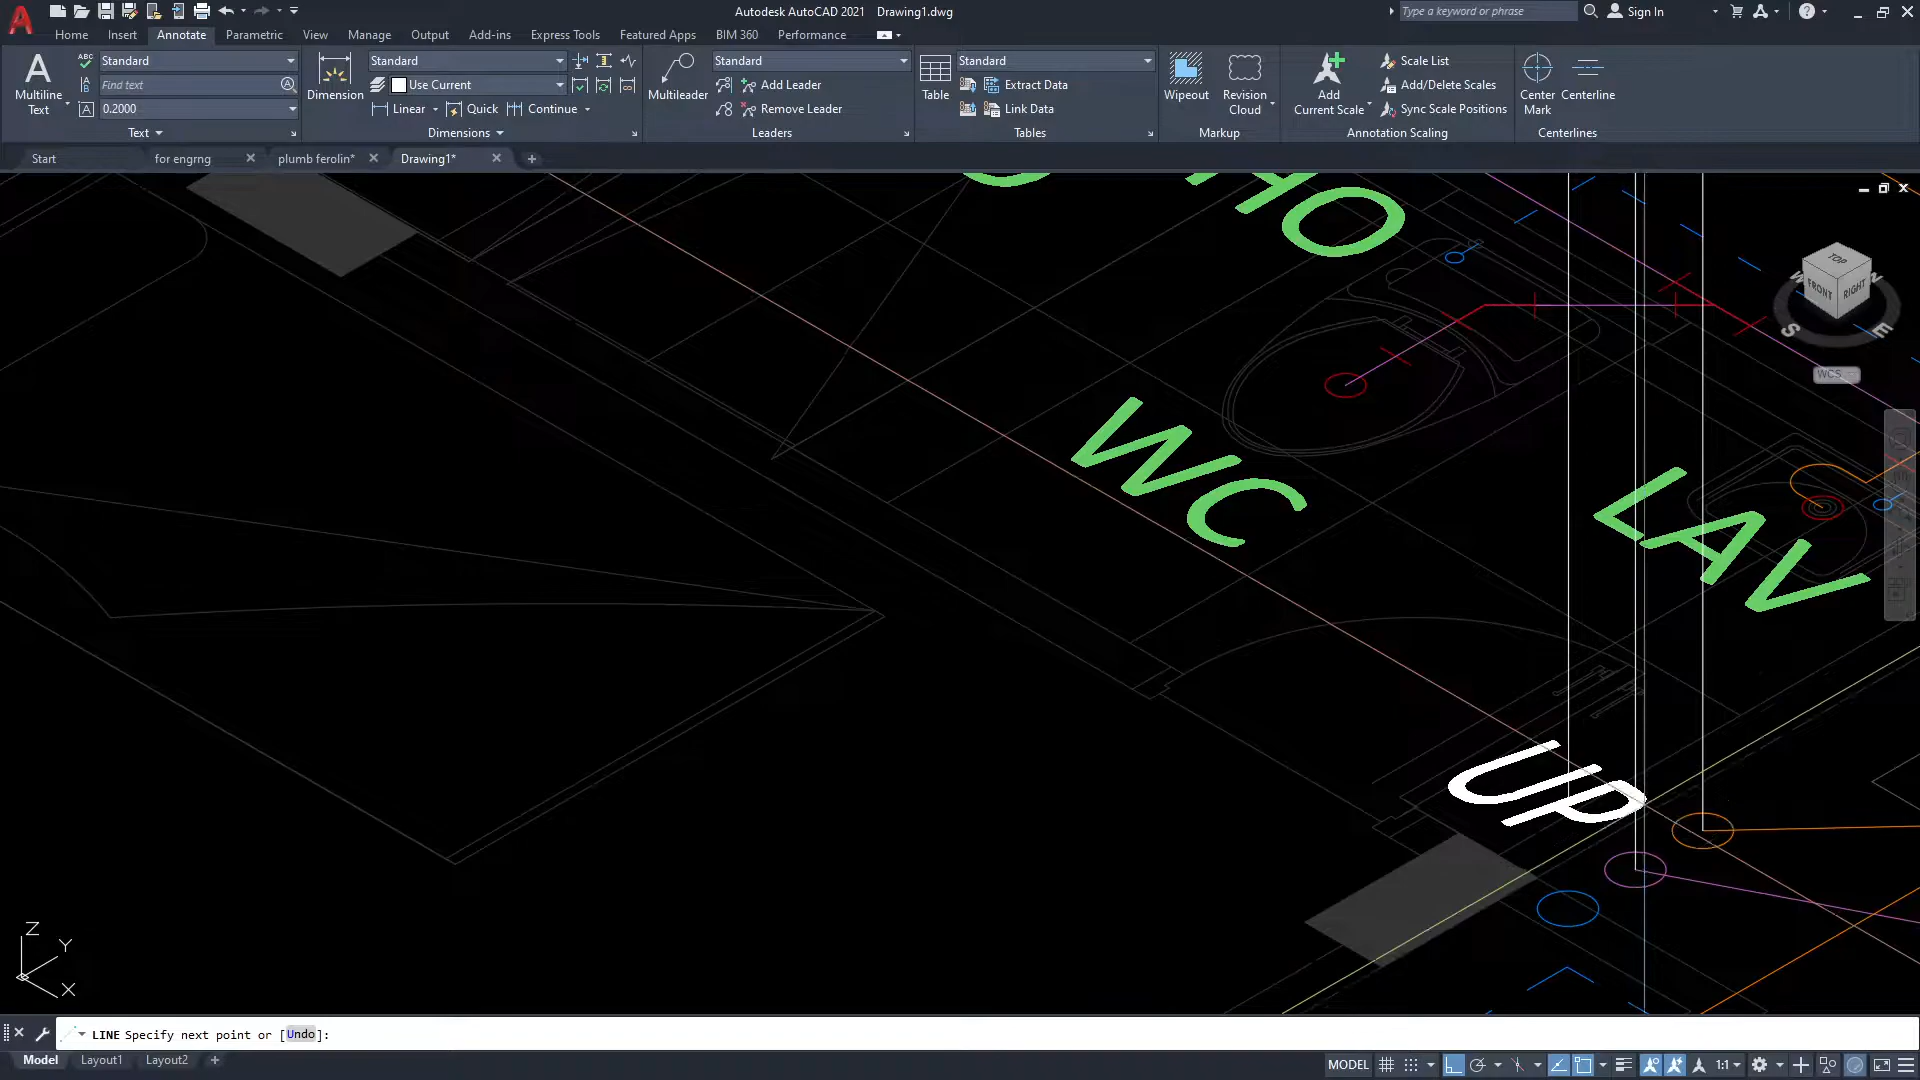 Autodesk AutoCAD 2021 Drawing1.dwg
Type a keyword or phrase
Sign In
Home Insert Annotate Parametric View Manage Output Add-ins Express Tools Featured Apps BIM 360 Performance
Multiline Text
Standard
Find text
0.2000
Text
Dimension
Standard
Use Current
Linear Quick Continue
Dimensions
Multileader
Standard
Add Leader
Remove Leader
Leaders
Table
Standard
Extract Data
Link Data
Tables
Wipeout
Revision Cloud
Markup
Add Current Scale
Scale List
Add/Delete Scales
Sync Scale Positions
Annotation Scaling
Center Mark
Centerline
Centerlines
Start for engrng plumb ferolin* Drawing1*
HO
TOP
FRONT RIGHT
W N
S E
WCS
WC
LAV
UP
Z
Y
X
LINE Specify next point or [Undo]:
Model Layout1 Layout2
MODEL
1:1